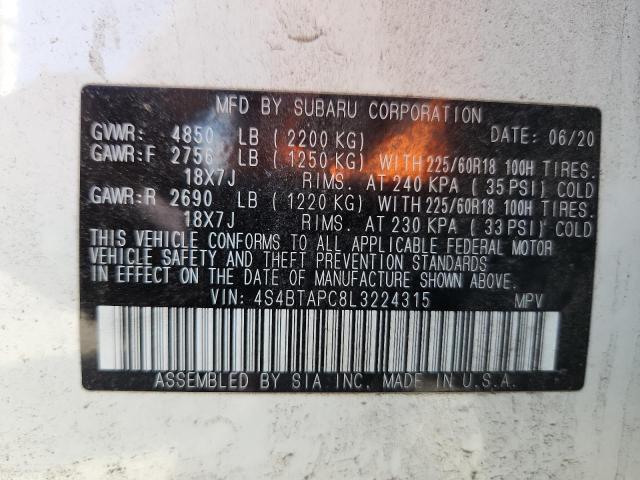 MFD BY SUBARU CORPORATION
GVWR: 4850 LB (2200 KG) DATE: 06/20
GAWR:F 2756 LB (1250 KG) WITH 225/60R18 100H TIRES.
18X7J RIMS. AT 240 KPA (35 PSI) COLD
GAWR:R 2690 LB (1220 KG) WITH 225/60R18 100H TIRES.
18X7J RIMS. AT 230 KPA (33 PSI) COLD
THIS VEHICLE CONFORMS TO ALL APPLICABLE FEDERAL MOTOR
VEHICLE SAFETY AND THEFT PREVENTION STANDARDS
IN EFFECT ON THE DATE OF MANUFACTURE SHOWN ABOVE.
VIN: 4S4BTAPC8L3224315 MPV
ASSEMBLED BY SIA INC. MADE IN U.S.A.